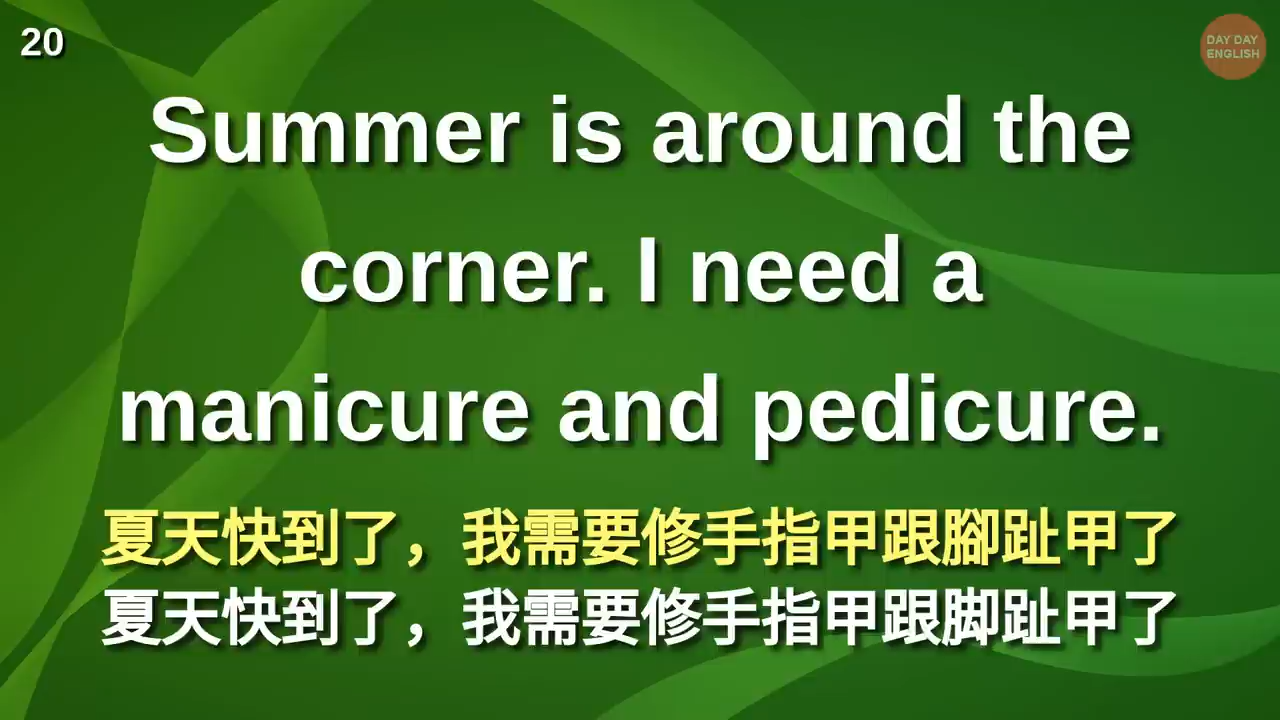 20
DAY DAY
ENGLISH
Summer is around the
corner. I need a
manicure and pedicure.
夏天快到了，我需要修手指甲跟腳趾甲了
夏天快到了，我需要修手指甲跟脚趾甲了